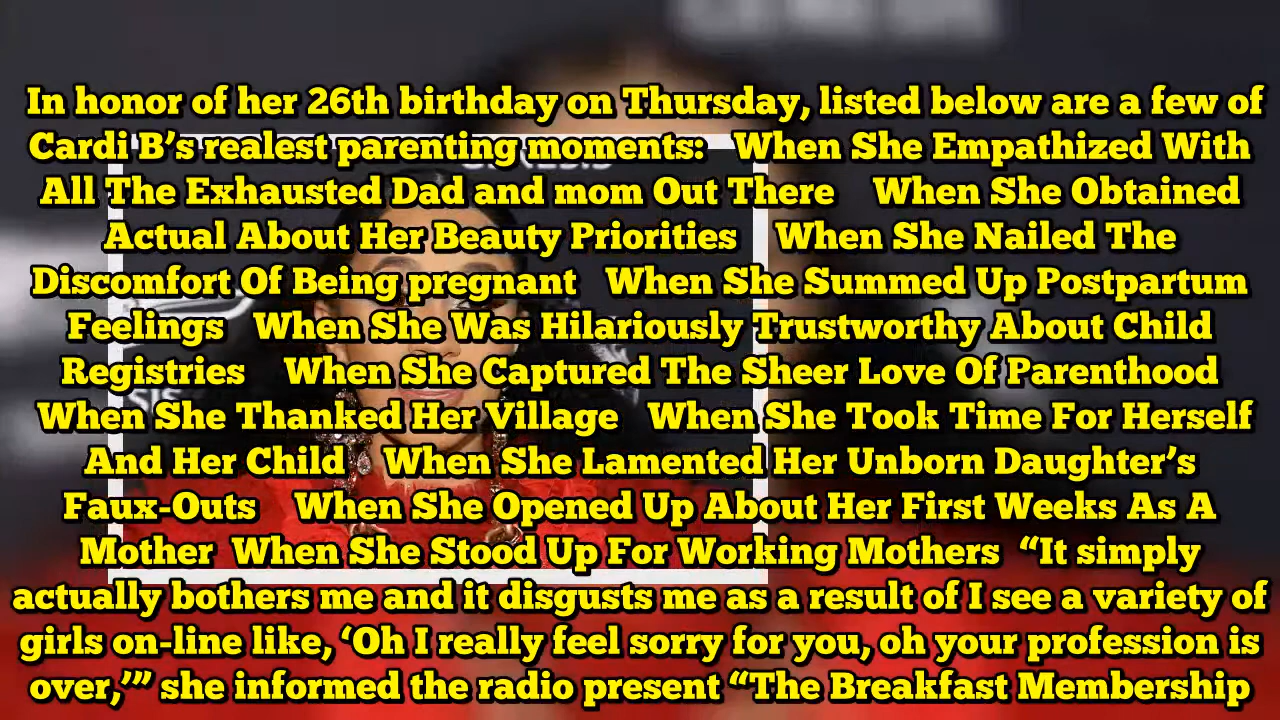 In honor of her 26th birthday on Thursday, listed below are a few of
Cardi B’s realest parenting moments:   When She Empathized With
All The Exhausted Dad and mom Out There    When She Obtained
Actual About Her Beauty Priorities    When She Nailed The
Discomfort Of Being pregnant   When She Summed Up Postpartum
Feelings   When She Was Hilariously Trustworthy About Child
Registries    When She Captured The Sheer Love Of Parenthood
When She Thanked Her Village   When She Took Time For Herself
And Her Child    When She Lamented Her Unborn Daughter’s
Faux-Outs    When She Opened Up About Her First Weeks As A
Mother  When She Stood Up For Working Mothers  “It simply
actually bothers me and it disgusts me as a result of I see a variety of
girls on-line like, ‘Oh I really feel sorry for you, oh your profession is
over,’” she informed the radio present “The Breakfast Membership